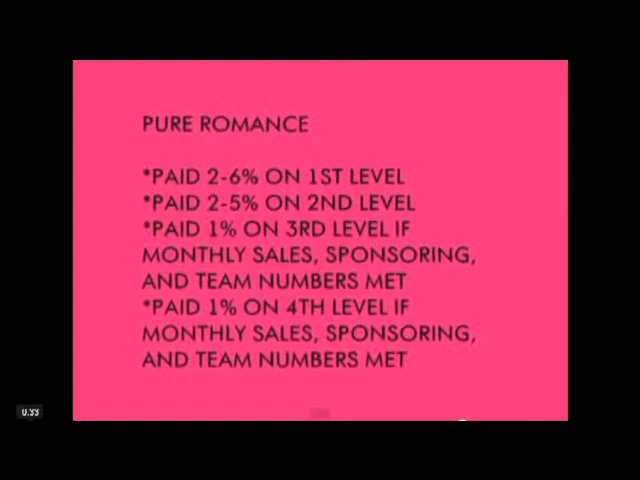 PURE ROMANCE
*PAID 2-6% ON 1ST LEVEL
*PAID 2-5% ON 2ND LEVEL
*PAID 1% ON 3RD LEVEL IF
MONTHLY SALES, SPONSORING,
AND TEAM NUMBERS MET
*PAID 1% ON 4TH LEVEL IF
MONTHLY SALES, SPONSORING,
AND TEAM NUMBERS MET
0:33